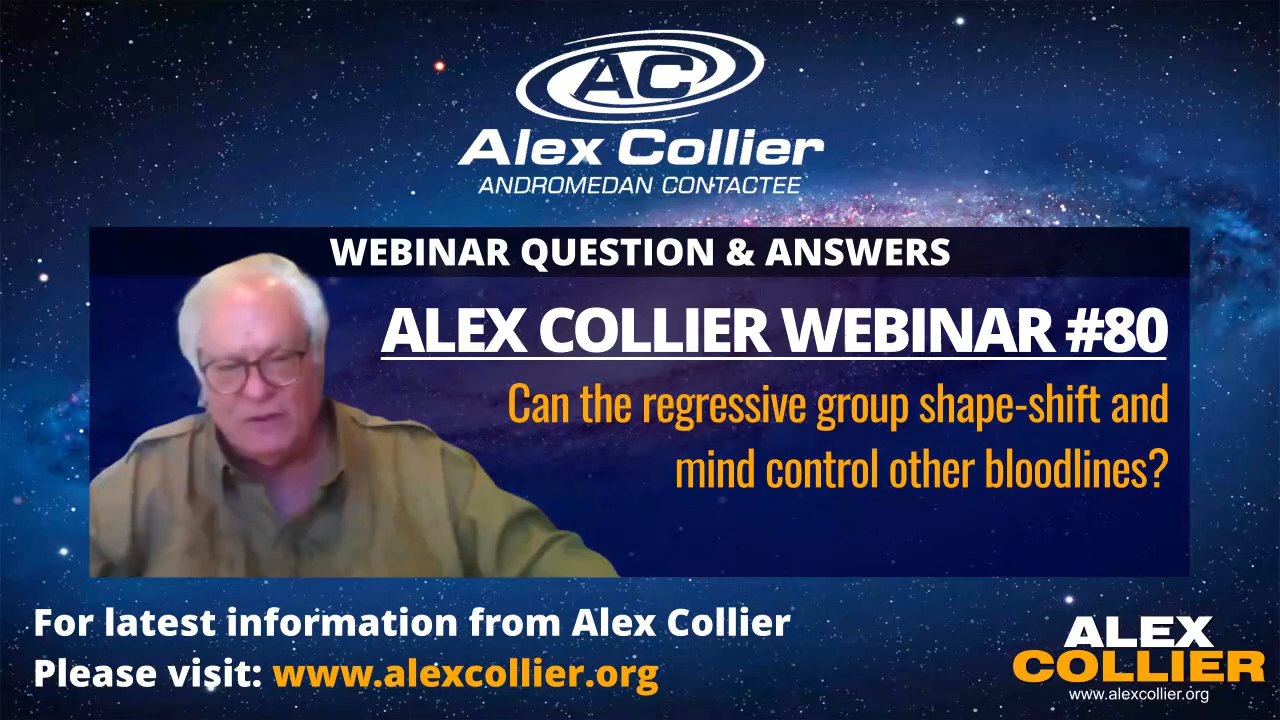 AC
Alex Collier
ANDROMEDAN CONTACTEE
WEBINAR QUESTION & ANSWERS
ALEX COLLIER WEBINAR #80
Can the regressive group shape-shift and
mind control other bloodlines?
For latest information from Alex Collier
Please visit: www.alexcollier.org
ALEX
COLLIER
www.alexcollier.org